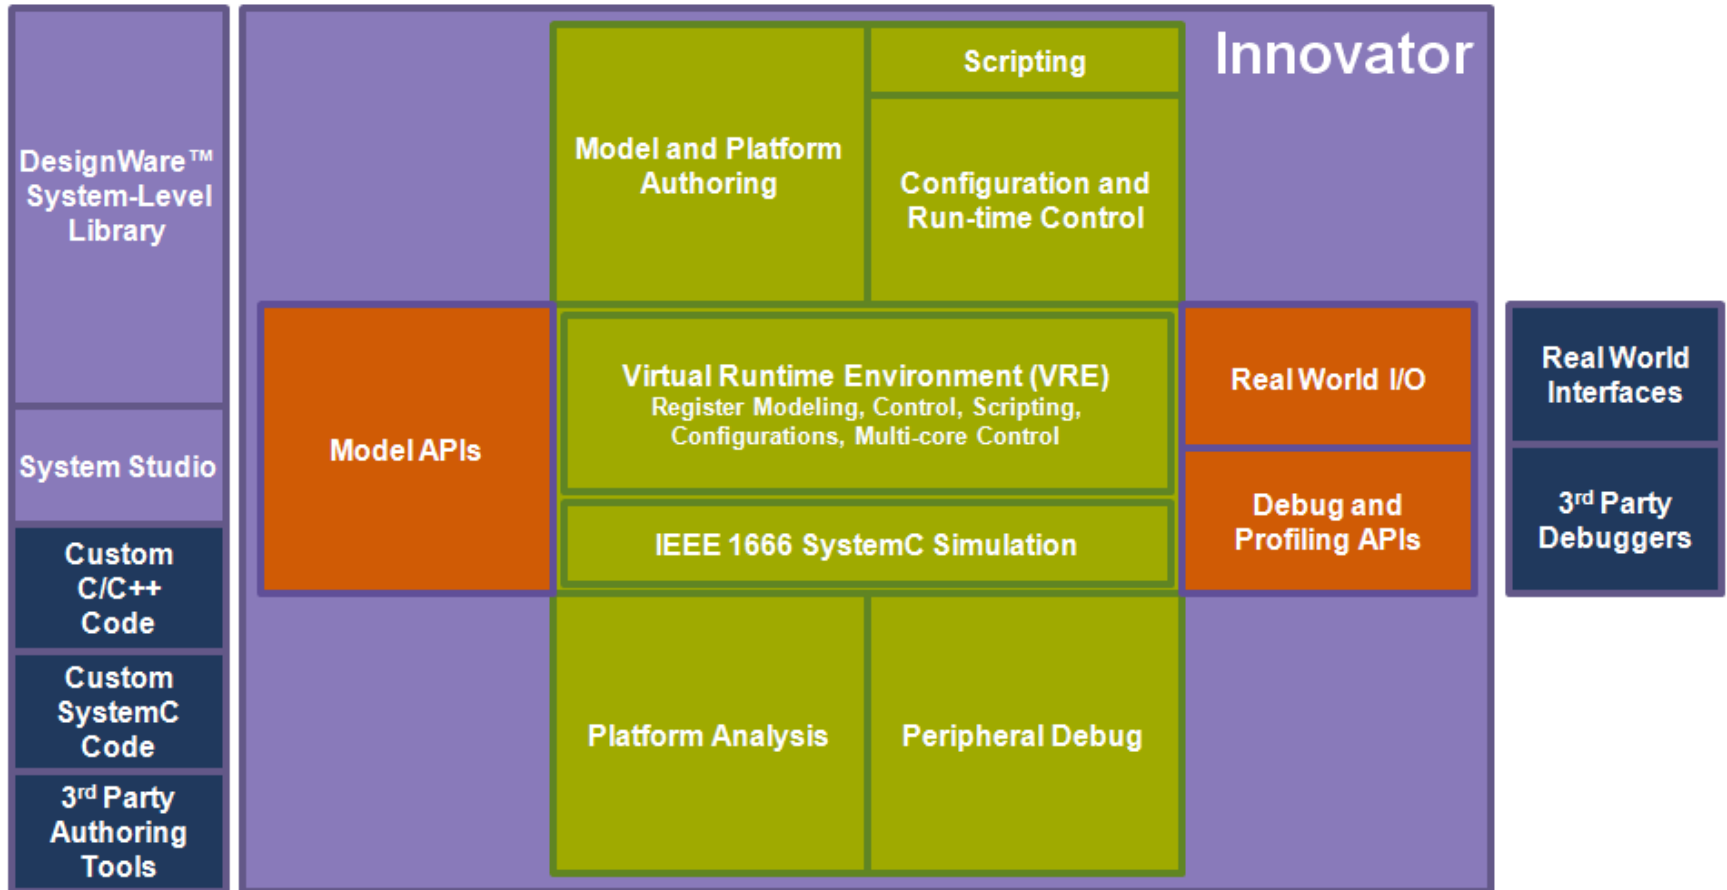 DesignWare™
System-Level
Library
System Studio
Custom
C/C++
Code
Custom
SystemC
Code
3rd Party
Authoring
Tools
Innovator
Model and Platform
Authoring
Scripting
Configuration and
Run-time Control
Model APIs
Virtual Runtime Environment (VRE)
Register Modeling, Control, Scripting,
Configurations, Multi-core Control
IEEE 1666 SystemC Simulation
Real World I/O
Debug and
Profiling APIs
Platform Analysis
Peripheral Debug
Real World
Interfaces
3rd Party
Debuggers